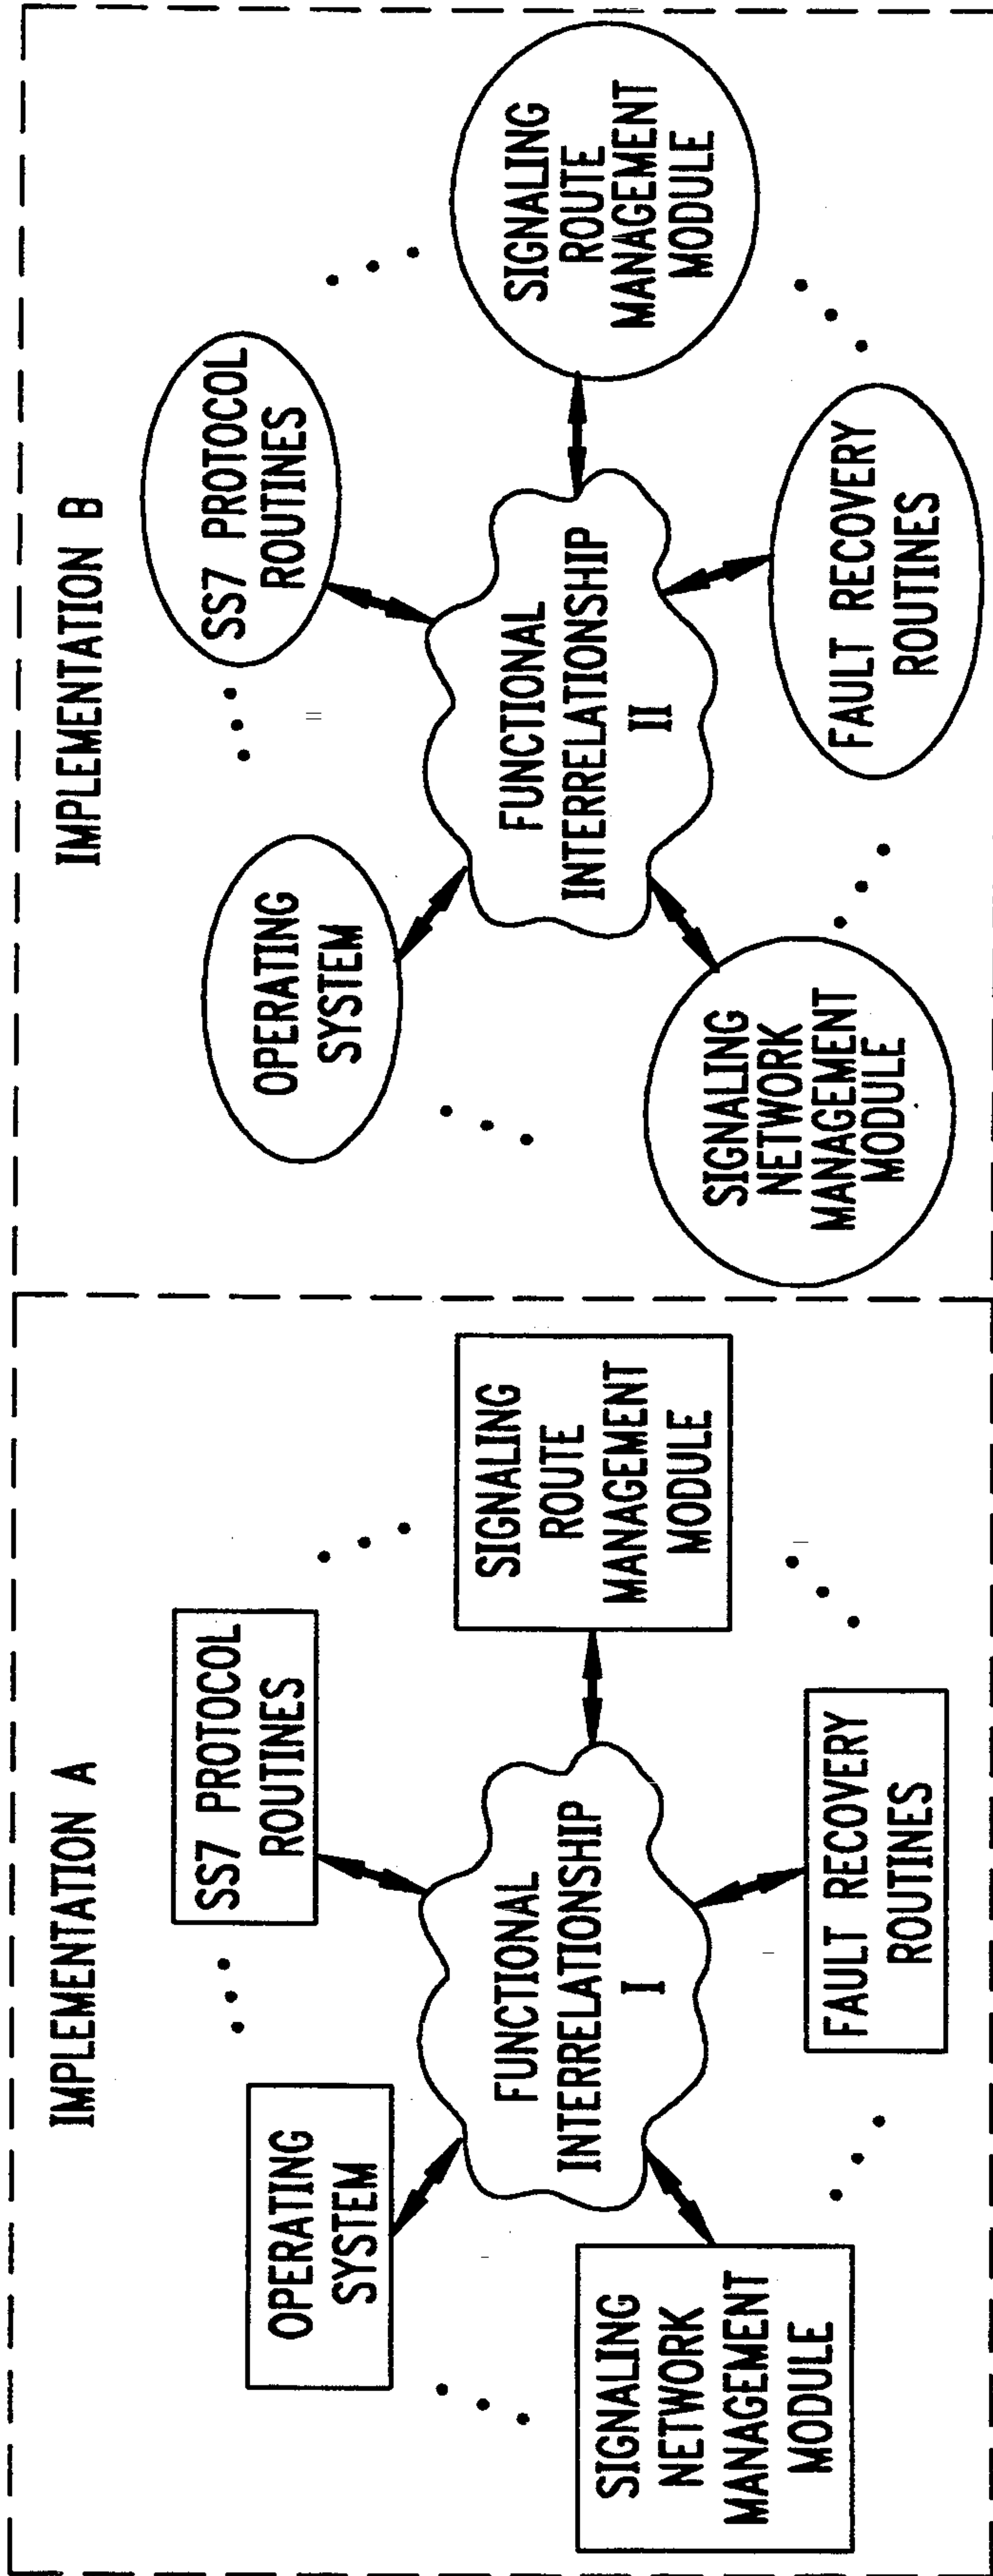 IMPLEMENTATION A
OPERATING
SYSTEM
SS7 PROTOCOL
ROUTINES
SIGNALING
ROUTE
MANAGEMENT
MODULE
FUNCTIONAL
INTERRELATIONSHIP
I
SIGNALING
NETWORK
MANAGEMENT
MODULE
FAULT RECOVERY
ROUTINES
IMPLEMENTATION B
OPERATING
SYSTEM
SS7 PROTOCOL
ROUTINES
SIGNALING
ROUTE
MANAGEMENT
MODULE
FUNCTIONAL
INTERRELATIONSHIP
II
SIGNALING
NETWORK
MANAGEMENT
MODULE
FAULT RECOVERY
ROUTINES